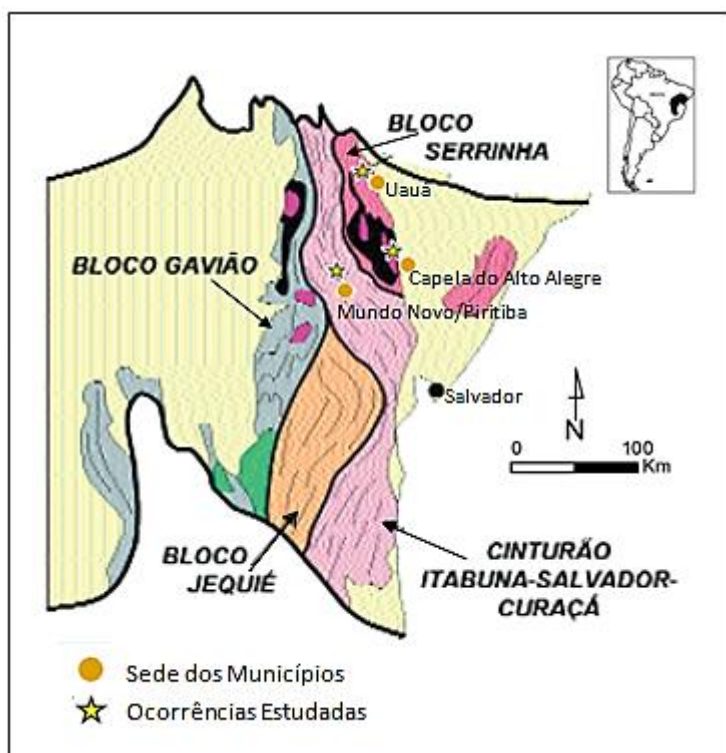 BLOCO
SERRINHA
Uauá
BLOCO GAVIÃO
Capela do Alto Alegre
Mundo Novo/Piritiba
Salvador
N
0 100
Km
BLOCO
JEQUIÉ
CINTURÃO
ITABUNA-SALVADOR-
CURAÇÁ
Sede dos Municípios
Ocorrências Estudadas